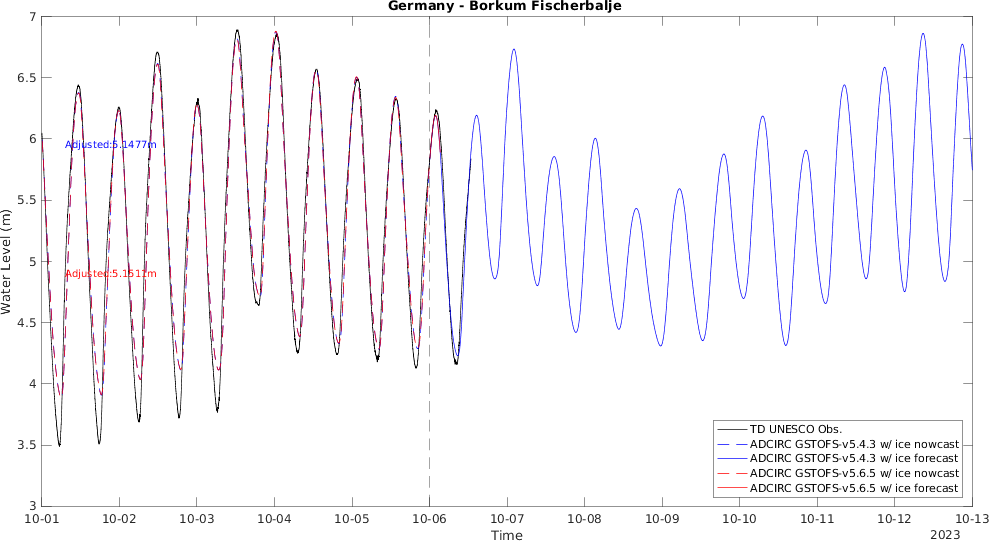 Germany - Borkum Fischerbalje
Water Level (m)
7
6.5
6
5.5
5
4.5
4
3.5
3
Adjusted:5.1477m
Adjusted:5.1511m
TD UNESCO Obs.
ADCIRC GSTOFS-v5.4.3 w/ ice nowcast
ADCIRC GSTOFS-v5.4.3 w/ ice forecast
ADCIRC GSTOFS-v5.6.5 w/ ice nowcast
ADCIRC GSTOFS-v5.6.5 w/ ice forecast
10-01 10-02 10-03 10-04 10-05 10-06 10-07 10-08 10-09 10-10 10-11 10-12 10-13
Time
2023